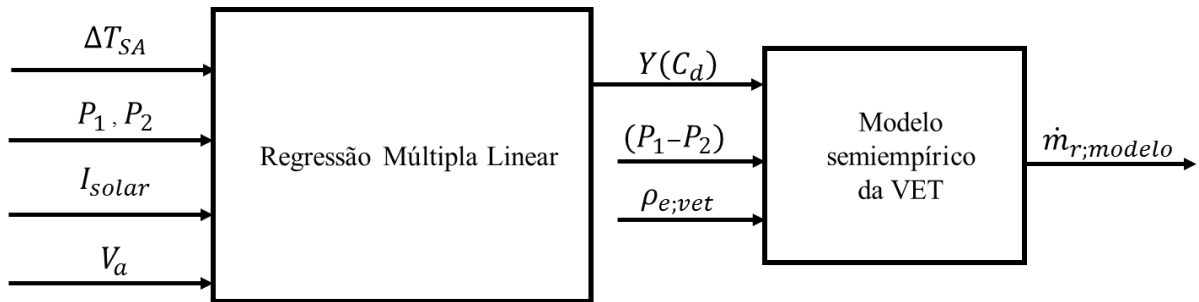 ΔT_SA
P_1 , P_2
I_solar
V_a
Regressão Múltipla Linear
Y(C_d)
(P_1–P_2)
ρ_e;vet
Modelo
semiempírico
da VET
ṁ_r;modelo